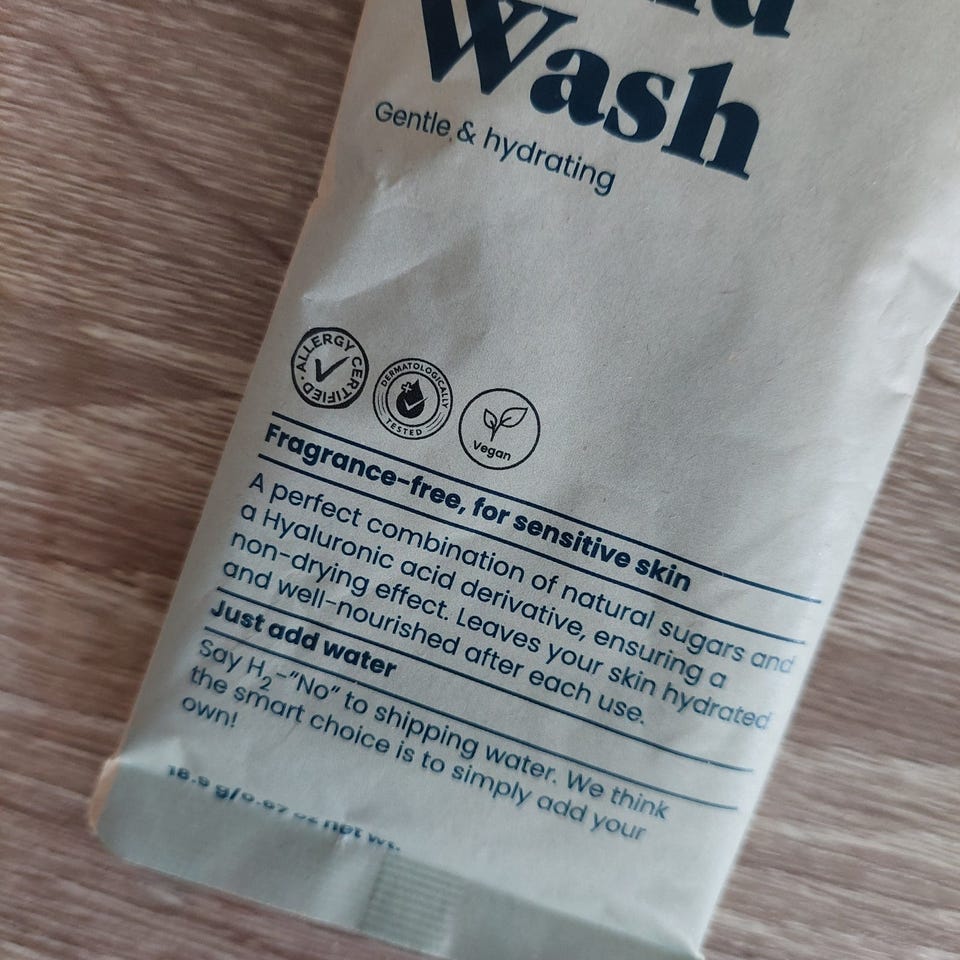 Wash
Gentle & hydrating
ALLERGY CERTIFIED
DERMATOLOGICALLY TESTED
Vegan
Fragrance-free, for sensitive skin
A perfect combination of natural sugars and
a Hyaluronic acid derivative, ensuring a
non-drying effect. Leaves your skin hydrated
and well-nourished after each use.
Just add water
Say H₂-"No" to shipping water. We think
the smart choice is to simply add your
own!
net wt.